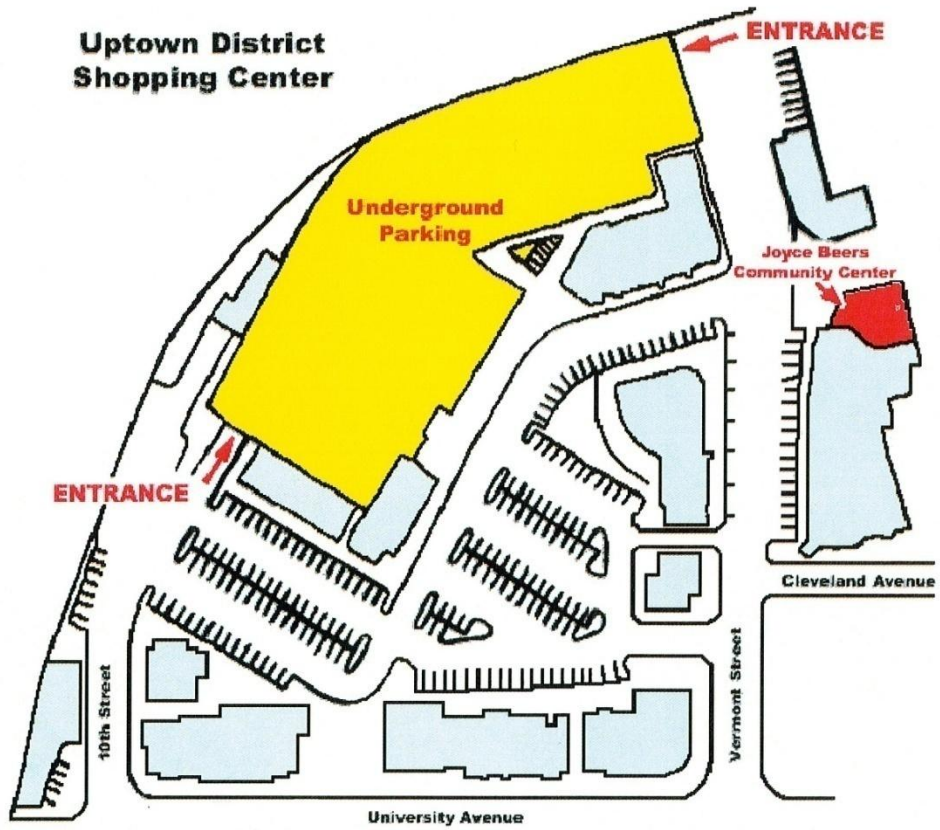 Uptown District
Shopping Center
ENTRANCE
Underground
Parking
Joyce Beers
Community Center
ENTRANCE
Cleveland Avenue
10th Street
Vermont Street
University Avenue